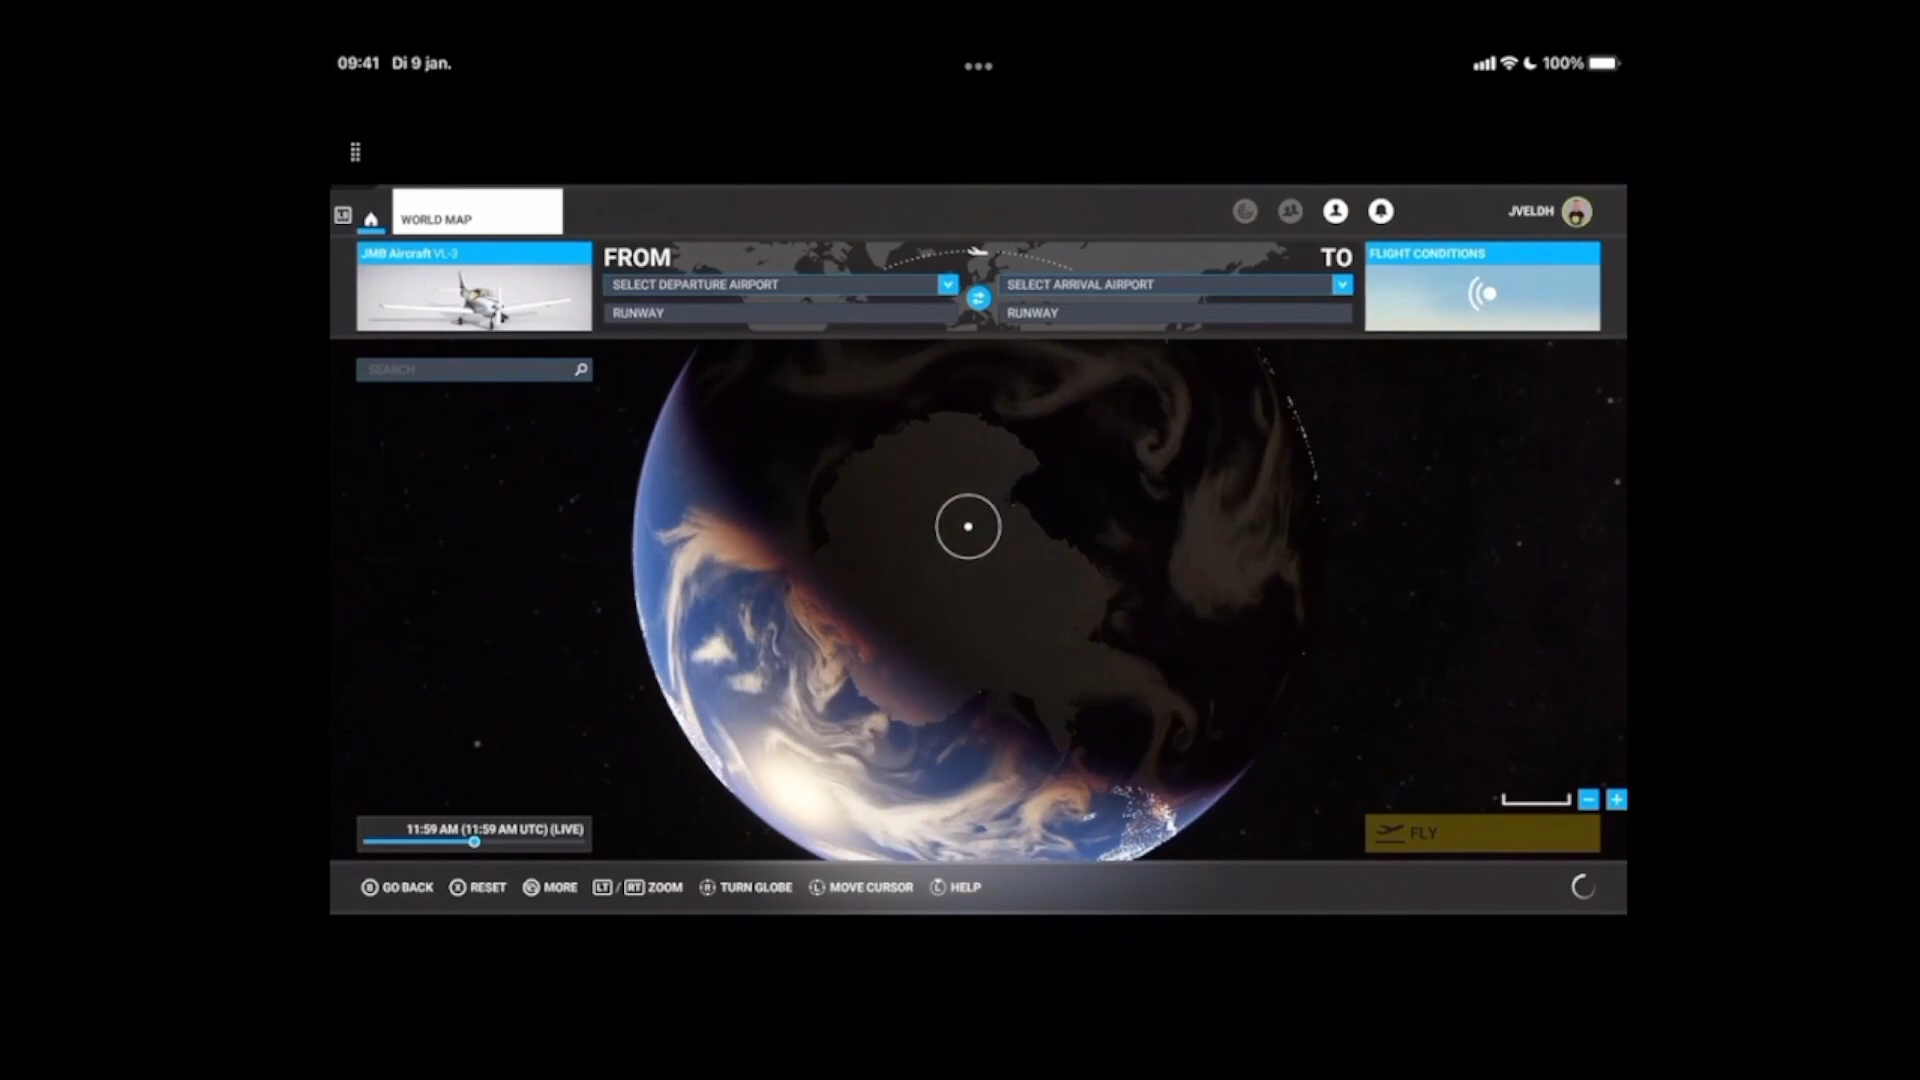 09:41 Di 9 jan.
100%
LB
WORLD MAP
JVELDH
JMB Aircraft VL-3
FROM
TO
FLIGHT CONDITIONS
SELECT DEPARTURE AIRPORT
SELECT ARRIVAL AIRPORT
RUNWAY
RUNWAY
SEARCH
11:59 AM (11:59 AM UTC) (LIVE)
FLY
B GO BACK
X RESET
MORE
LT / RT ZOOM
R TURN GLOBE
L MOVE CURSOR
L HELP